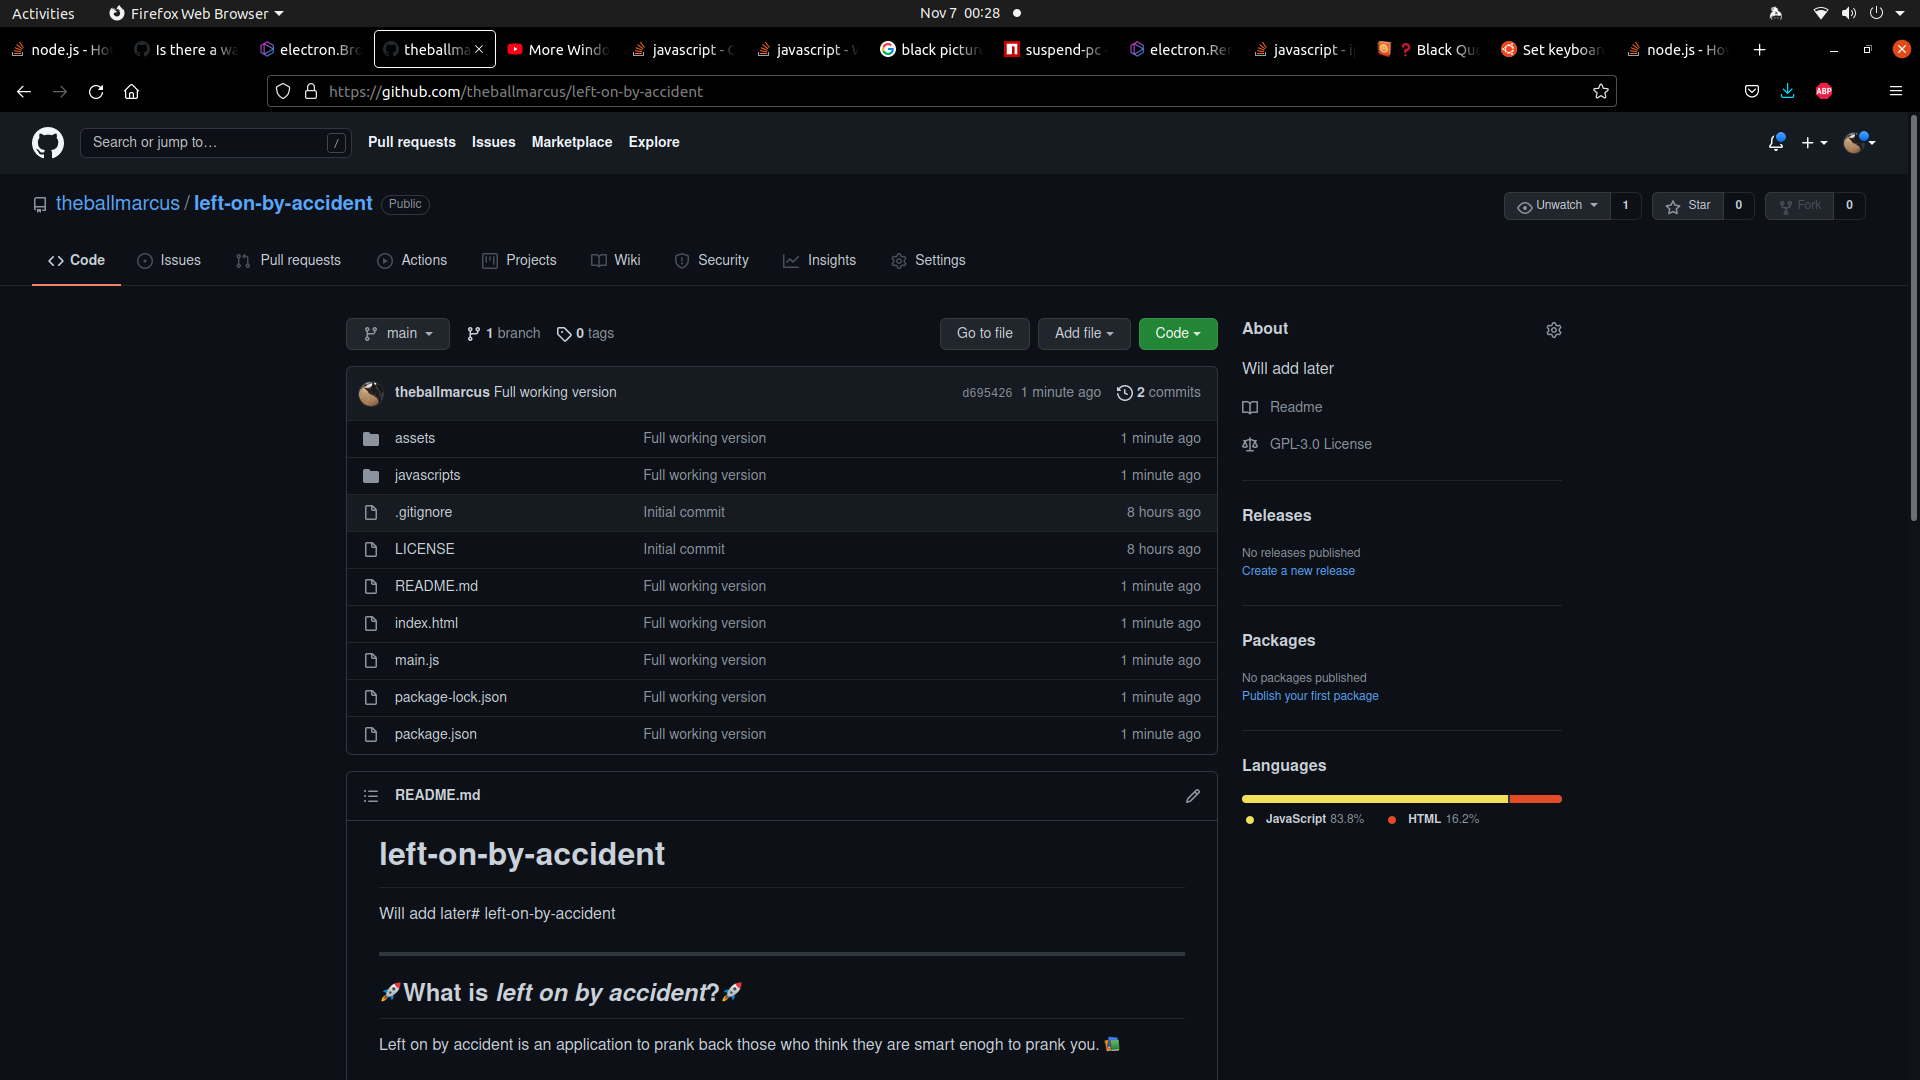 Activities
Firefox Web Browser
Nov 7 00:28
node.js - Ho
Is there a wa
electron.Bro
theballma
More Windo
javascript - C
javascript - V
black picture
suspend-pc
electron.Re
javascript - i
Black Qu
Set keyboar
node.js - Ho
https://github.com/theballmarcus/left-on-by-accident
ABP
Search or jump to…
/
Pull requests
Issues
Marketplace
Explore
theballmarcus / left-on-by-accident
Public
Unwatch
1
Star
0
Fork
0
Code
Issues
Pull requests
Actions
Projects
Wiki
Security
Insights
Settings
main
1 branch
0 tags
Go to file
Add file
Code
theballmarcus Full working version
d695426 1 minute ago
2 commits
assets Full working version 1 minute ago
javascripts Full working version 1 minute ago
.gitignore Initial commit 8 hours ago
LICENSE Initial commit 8 hours ago
README.md Full working version 1 minute ago
index.html Full working version 1 minute ago
main.js Full working version 1 minute ago
package-lock.json Full working version 1 minute ago
package.json Full working version 1 minute ago
About
Will add later
Readme
GPL-3.0 License
Releases
No releases published
Create a new release
Packages
No packages published
Publish your first package
Languages
JavaScript 83.8% HTML 16.2%
README.md
left-on-by-accident
Will add later# left-on-by-accident
🚀What is left on by accident?🚀
Left on by accident is an application to prank back those who think they are smart enogh to prank you.